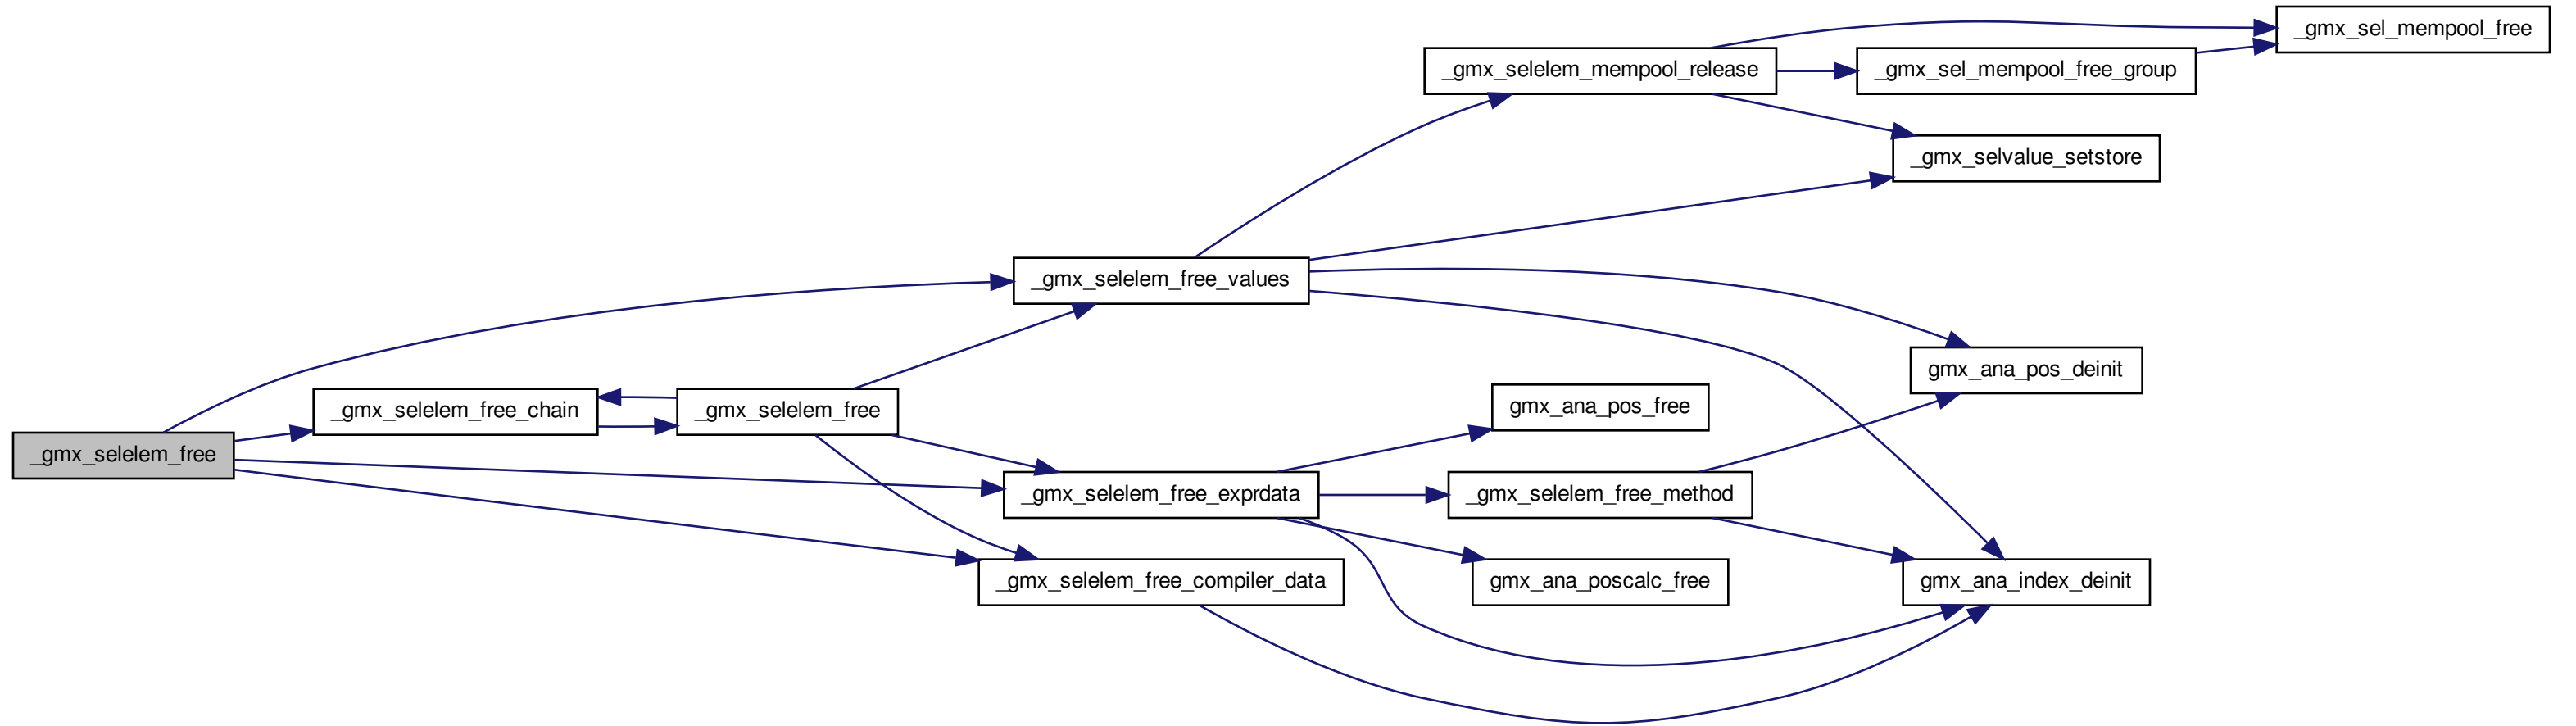 _gmx_sel_mempool_free
_gmx_selelem_mempool_release
_gmx_sel_mempool_free_group
_gmx_selvalue_setstore
_gmx_selelem_free_values
gmx_ana_pos_deinit
_gmx_selelem_free_chain
_gmx_selelem_free
gmx_ana_pos_free
_gmx_selelem_free
_gmx_selelem_free_exprdata
_gmx_selelem_free_method
_gmx_selelem_free_compiler_data
gmx_ana_poscalc_free
gmx_ana_index_deinit